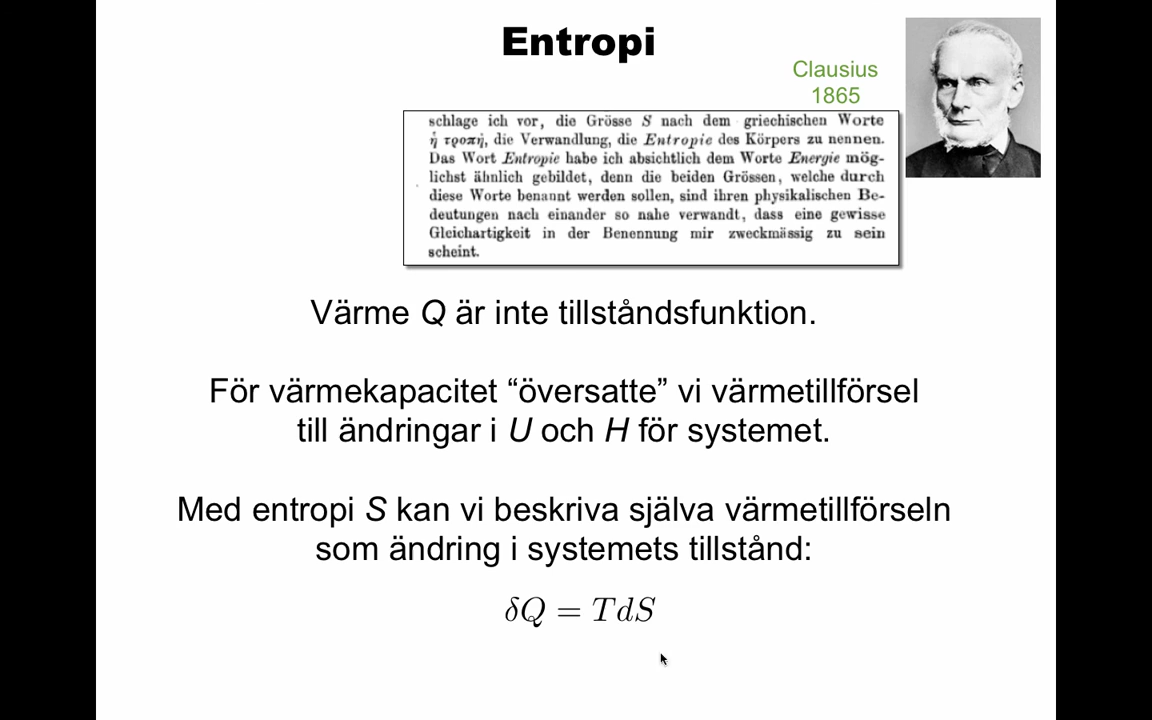 Entropi
Clausius
1865
schlage ich vor, die Grösse S nach dem griechischen Worte
ἡ τροπὴ, die Verwandlung, die Entropie des Körpers zu nennen.
Das Wort Entropie habe ich absichtlich dem Worte Energie mög-
lichst ähnlich gebildet, denn die beiden Grössen, welche durch
diese Worte benannt werden sollen, sind ihren physikalischen Be-
deutungen nach einander so nahe verwandt, dass eine gewisse
Gleichartigkeit in der Benennung mir zweckmässig zu sein
scheint.
Värme Q är inte tillståndsfunktion.
För värmekapacitet “översatte” vi värmetillförsel
till ändringar i U och H för systemet.
Med entropi S kan vi beskriva själva värmetillförseln
som ändring i systemets tillstånd:
δQ = TdS